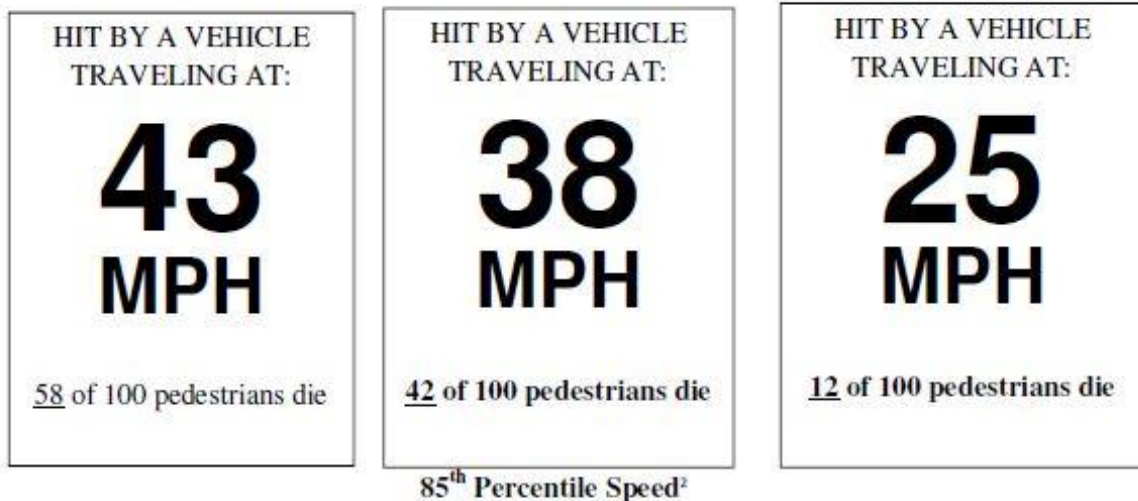 HIT BY A VEHICLE
TRAVELING AT:
43
MPH
58 of 100 pedestrians die
HIT BY A VEHICLE
TRAVELING AT:
38
MPH
42 of 100 pedestrians die
85th Percentile Speed²
HIT BY A VEHICLE
TRAVELING AT:
25
MPH
12 of 100 pedestrians die